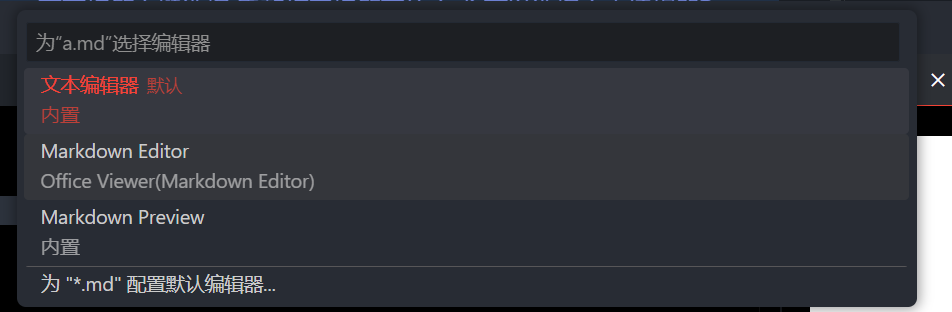 为“a.md”选择编辑器
文本编辑器 默认
内置
Markdown Editor
Office Viewer(Markdown Editor)
Markdown Preview
内置
为 "*.md" 配置默认编辑器...